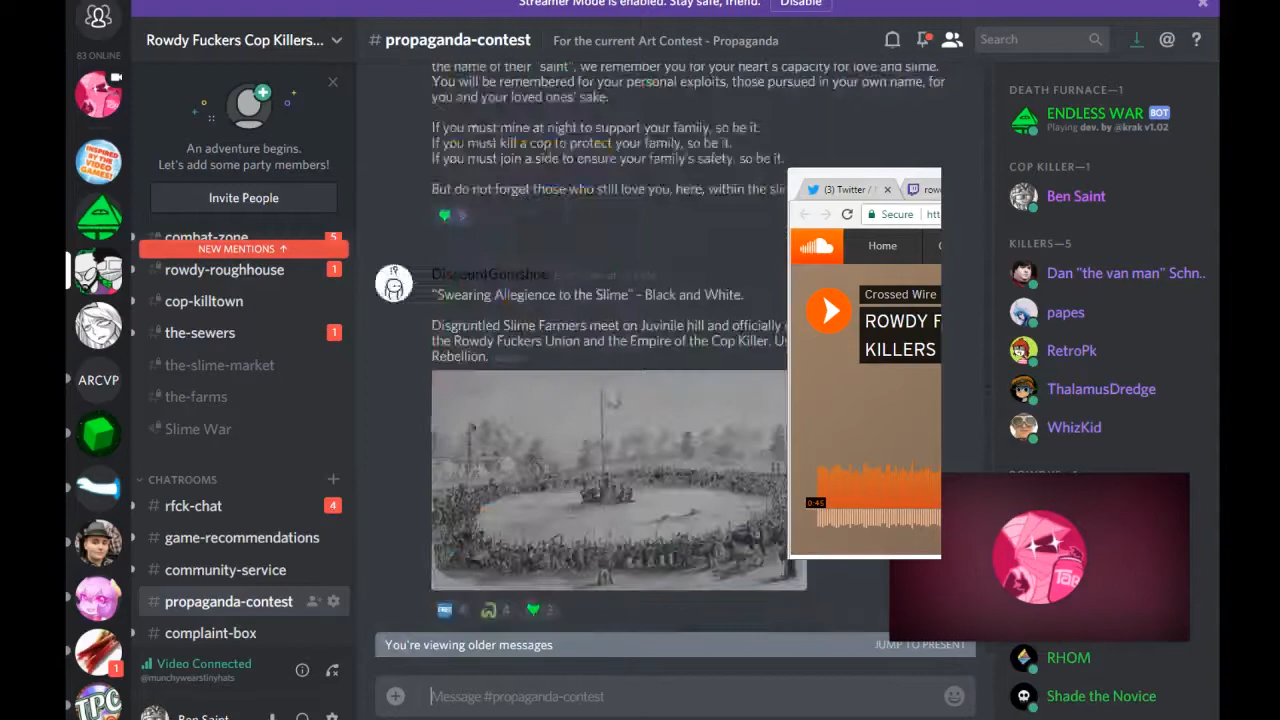 Streamer Mode is enabled. Stay safe, friend.
Disable
83 ONLINE
ARCVP
1
TPC
Rowdy Fuckers Cop Killers...
An adventure begins.
Let's add some party members!
Invite People
combat-zone
5
NEW MENTIONS ↑
rowdy-roughhouse
1
cop-killtown
the-sewers
1
the-slime-market
the-farms
Slime War
CHATROOMS
# rfck-chat
4
# game-recommendations
# community-service
# propaganda-contest
# complaint-box
Video Connected
@munchywearstinyhats
Ben Saint
# propaganda-contest
For the current Art Contest - Propaganda
Search
the name of their "saint", we remember you for your heart's capacity for love and slime.
You will be remembered for your personal exploits, those pursued in your own name, for
you and your loved ones' sake.
If you must mine at night to support your family, so be it.
If you must kill a cop to protect your family, so be it.
If you must join a side to ensure your family's safety, so be it.
But do not forget those who still love you, here, within the
"Swearing Allegience to the Slime" - Black and White.
Disgruntled Slime Farmers meet on Juvinile hill and officially
the Rowdy Fuckers Union and the Empire of the Cop Killer,
Rebellion.
4
You're viewing older messages
JUMP TO PRESENT
Message #propaganda-contest
(3) Twitter /
Secure
Home
Crossed Wire
ROWDY F
KILLERS
0:45
DEATH FURNACE—1
ENDLESS WAR BOT
Playing dev. by @krak v1.02
COP KILLER—1
Ben Saint
KILLERS—5
Dan "the van man" Schn..
papes
RetroPk
ThalamusDredge
WhizKid
RHOM
Shade the Novice